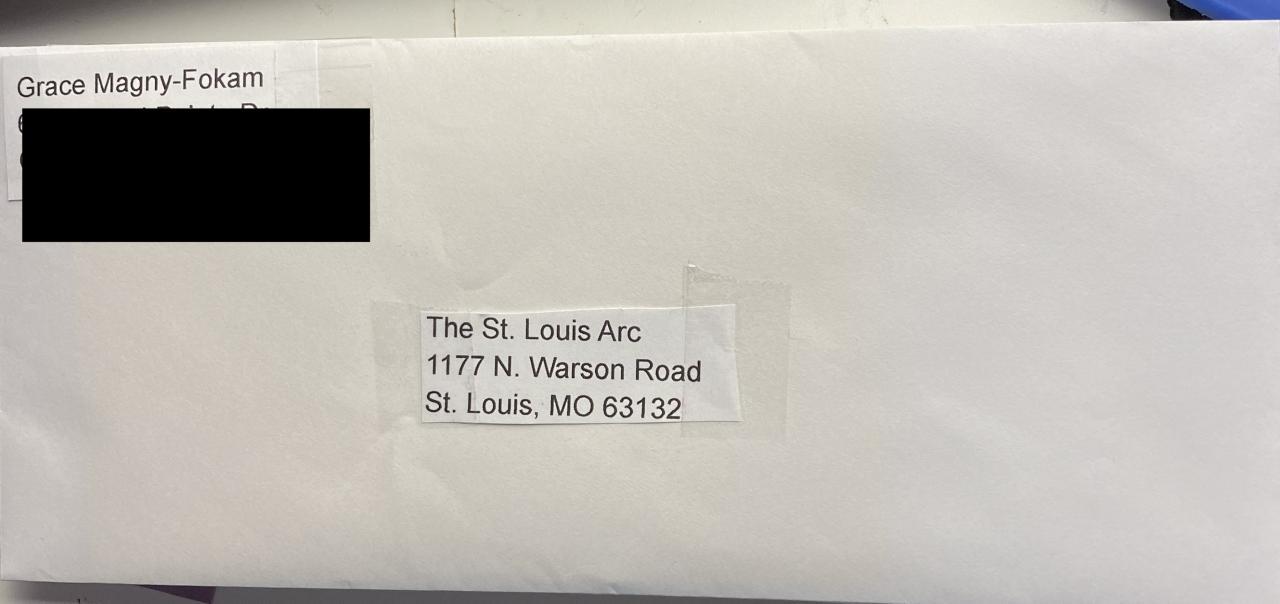 Grace Magny-Fokam
The St. Louis Arc
1177 N. Warson Road
St. Louis, MO 63132